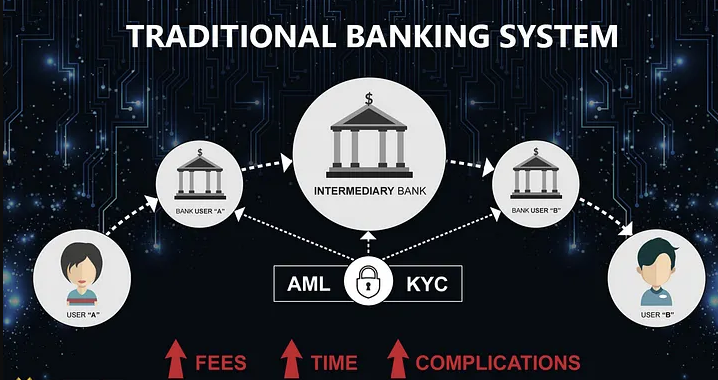 TRADITIONAL BANKING SYSTEM
$
INTERMEDIARY BANK
$
BANK USER "A"
$
BANK USER "B"
USER "A"
USER "B"
AML
KYC
FEES
TIME
COMPLICATIONS